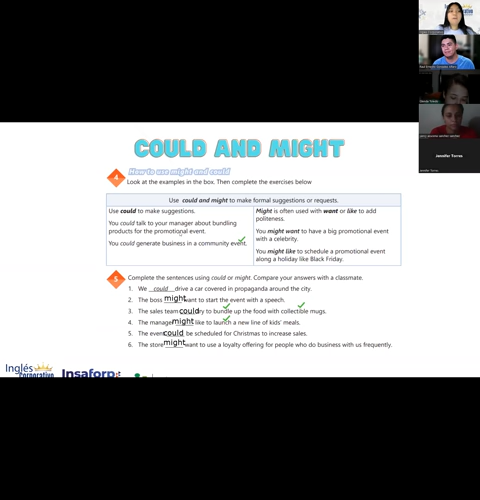 COULD AND MIGHT
4
How to use might and could
Look at the examples in the box. Then complete the exercises below
Use could and might to make formal suggestions or requests.
Use could to make suggestions.
You could talk to your manager about bundling
products for the promotional event.
You could generate business in a community event.
Might is often used with want or like to add
politeness.
You might want to have a big promotional event
with a celebrity.
You might like to schedule a promotional event
along a holiday like Black Friday.
5
Complete the sentences using could or might. Compare your answers with a classmate.
1. We could drive a car covered in propaganda around the city.
2. The boss might want to start the event with a speech.
3. The sales team could try to bundle up the food with collectible mugs.
4. The manager might like to launch a new line of kids' meals.
5. The event could be scheduled for Christmas to increase sales.
6. The store might want to use a loyalty offering for people who do business with us frequently.
Inglés
corporativo
Insaforp
Jennifer Torres
Jennifer Torres